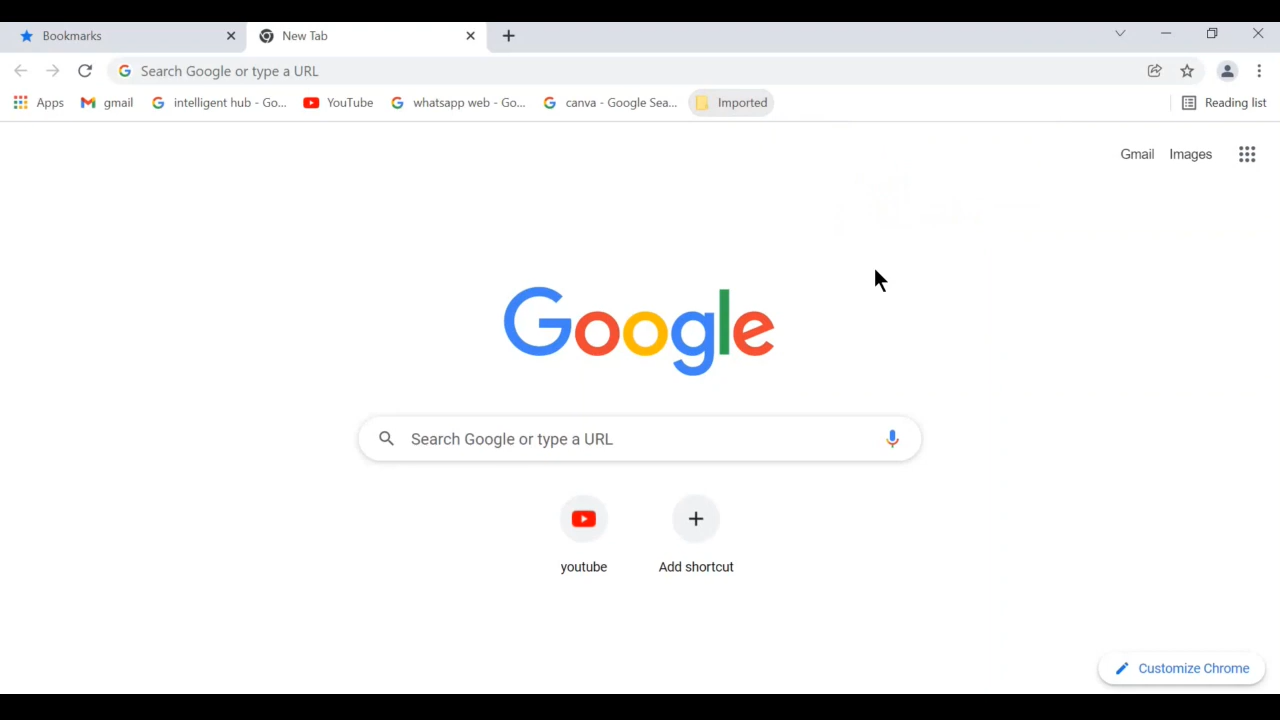 Bookmarks
New Tab
Search Google or type a URL
Apps
gmail
intelligent hub - Go...
YouTube
whatsapp web - Go...
canva - Google Sea...
Imported
Reading list
Gmail
Images
Google
Search Google or type a URL
youtube
Add shortcut
Customize Chrome